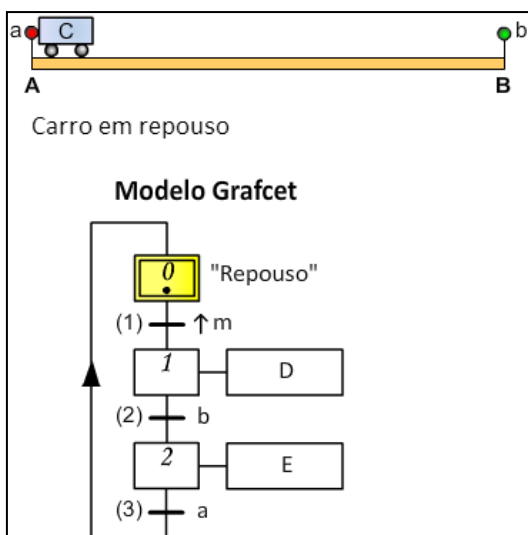 a C b
A B
Carro em repouso
Modelo Grafcet
0 "Repouso"
(1) ↑m
1 D
(2) b
2 E
(3) a